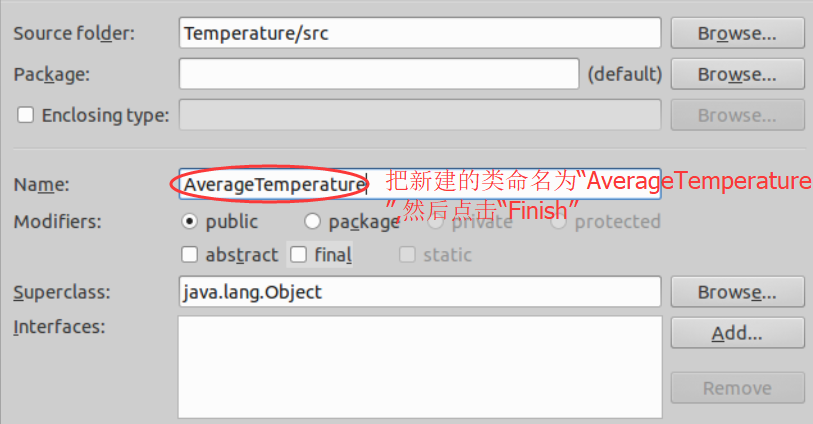 Source folder: Temperature/src Browse...
Package: (default) Browse...
Enclosing type: Browse...
Name: AverageTemperature 把新建的类命名为“AverageTemperature
”,然后点击“Finish”
Modifiers: public package private protected
abstract final static
Superclass: java.lang.Object Browse...
Interfaces: Add...
Remove